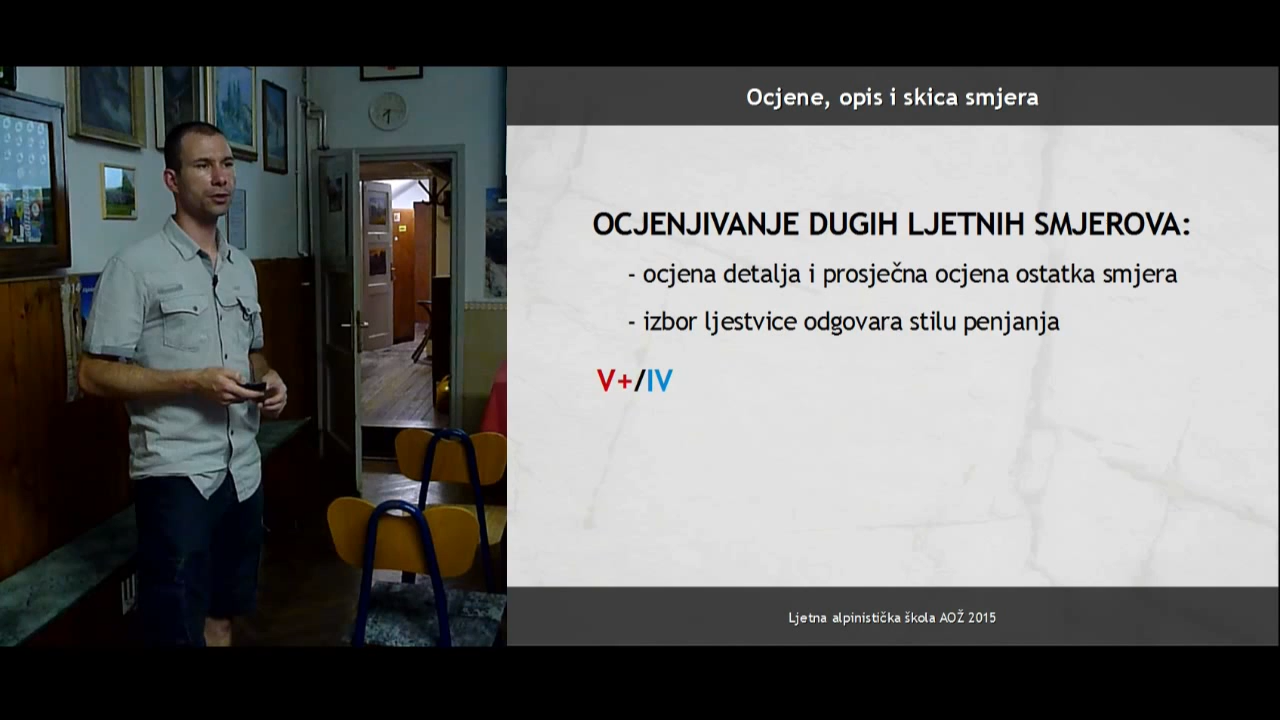 Ocjene, opis i skica smjera
OCJENJIVANJE DUGIH LJETNIH SMJEROVA:
- ocjena detalja i prosječna ocjena ostatka smjera
- izbor ljestvice odgovara stilu penjanja
V+/IV
Ljetna alpinistička škola AOŽ 2015